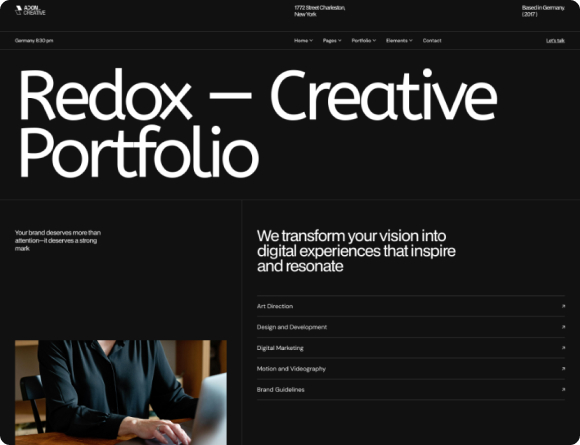 AGON
CREATIVE
1772 Street Charleston,
New York
Based in Germany
( 2017 )
Germany 8:30 pm
Home
Pages
Portfolio
Elements
Contact
Let's talk
Redox — Creative
Portfolio
Your brand deserves more than
attention—it deserves a strong
mark
We transform your vision into
digital experiences that inspire
and resonate
Art Direction
Design and Development
Digital Marketing
Motion and Videography
Brand Guidelines